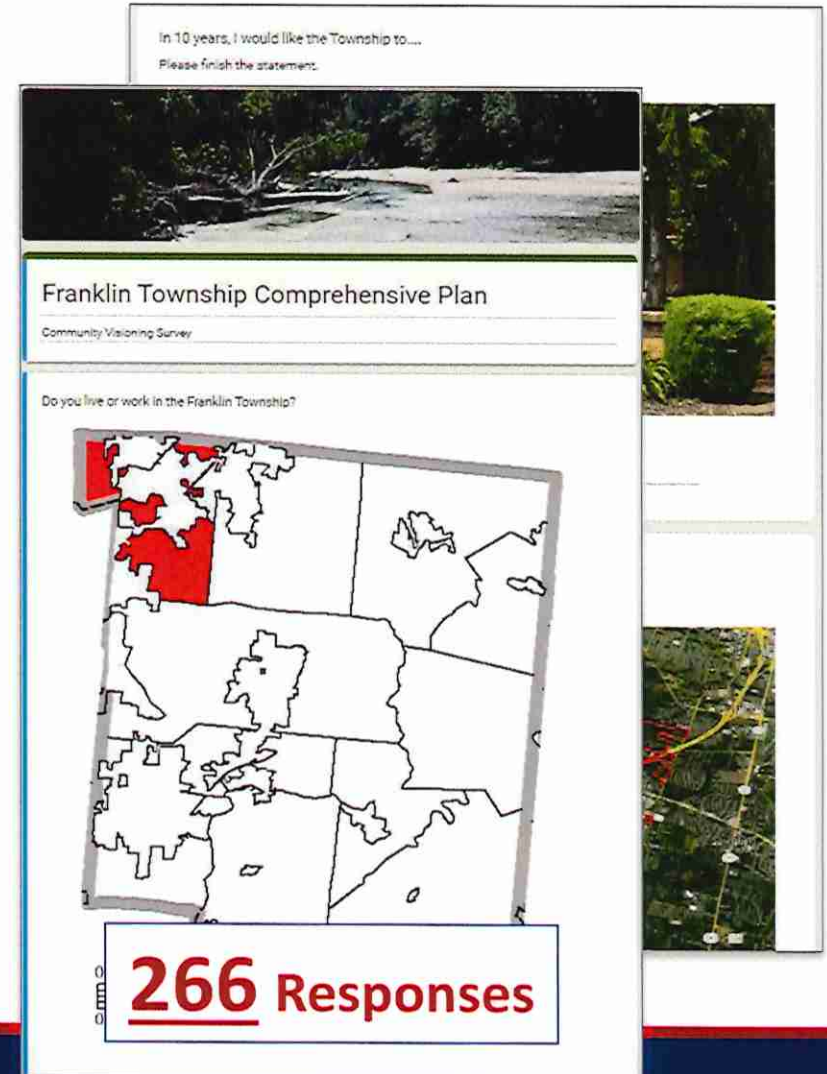 In 10 years, I would like the Township to....
Please finish the statement.
Franklin Township Comprehensive Plan
Community Visioning Survey
Do you live or work in the Franklin Township?
266 Responses